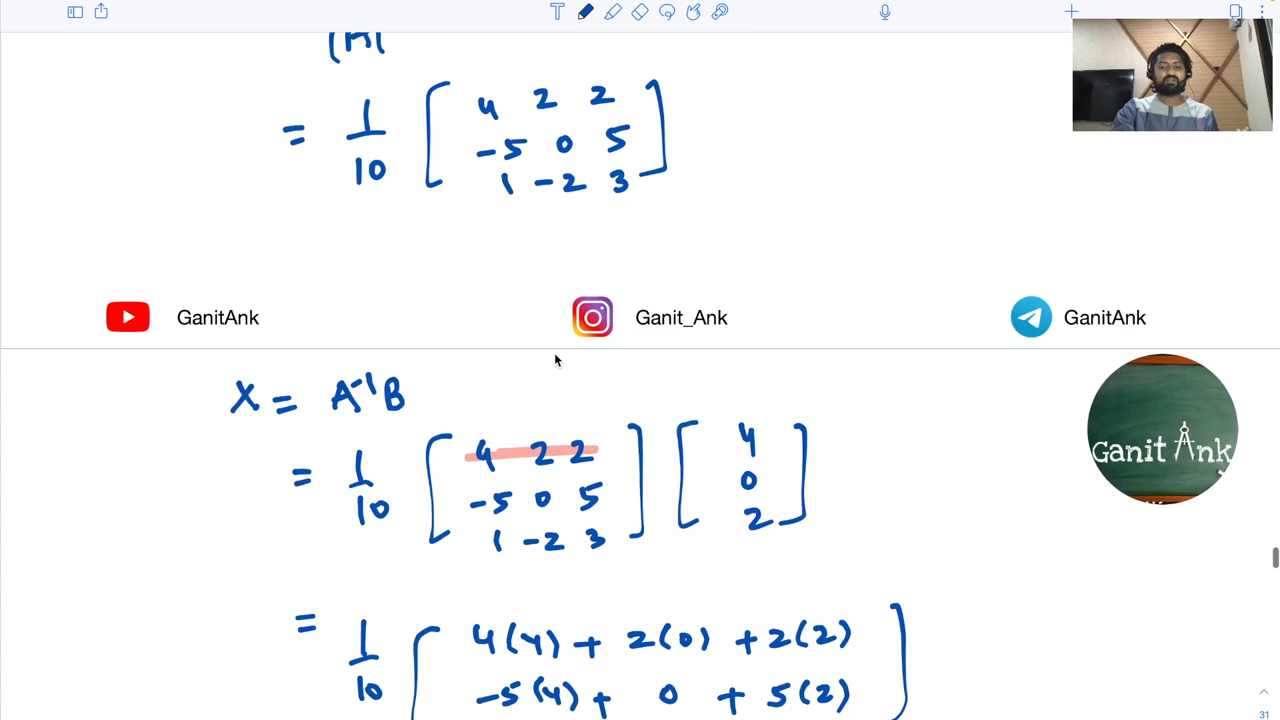 |A|
= 1/10 [ 4 2 2
-5 0 5
1 -2 3 ]
GanitAnk Ganit_Ank GanitAnk
X = A⁻¹B
Ganit Ank
= 1/10 [ 4 2 2 ] [ 4 ]
-5 0 5 0
1 -2 3 2
= 1/10 [ 4(4) + 2(0) + 2(2)
-5(4) + 0 + 5(2) ]
31